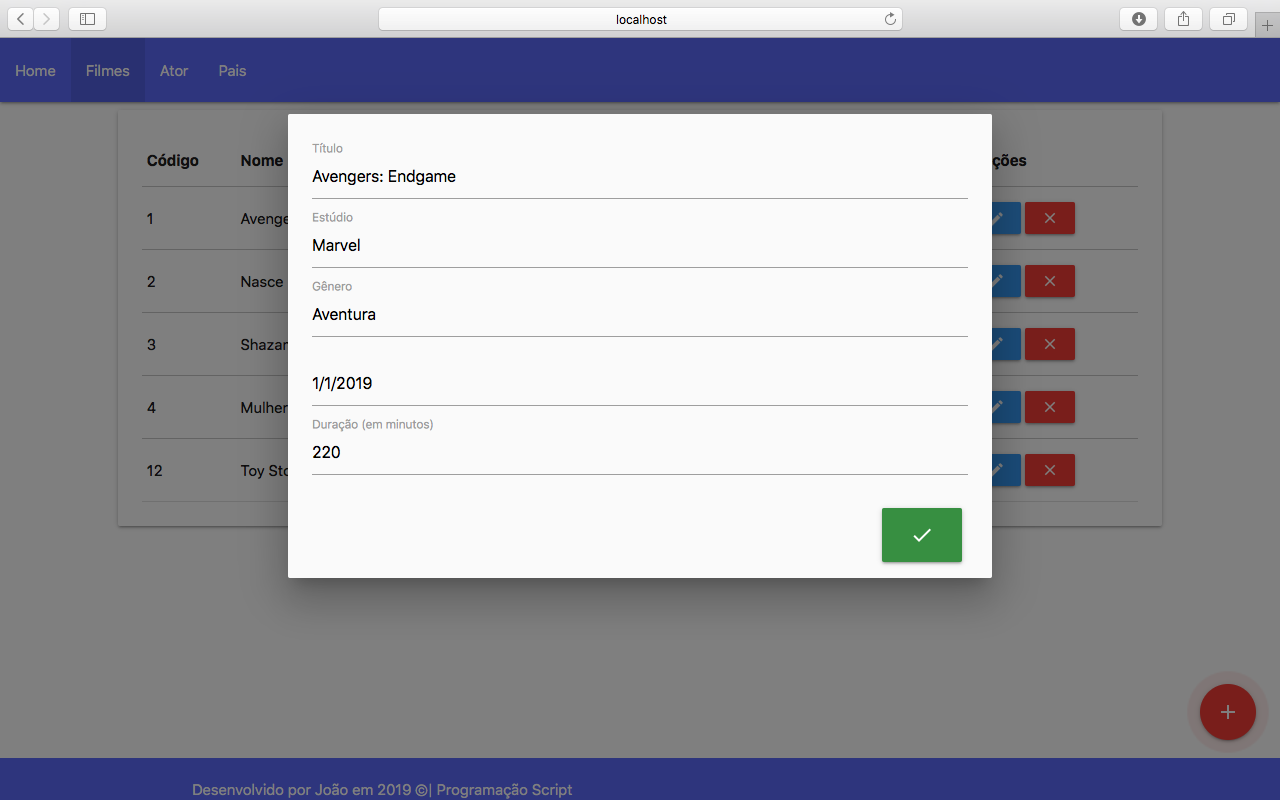 localhost
Home Filmes Ator Pais
Título
Avengers: Endgame
Estúdio
Marvel
Gênero
Aventura
1/1/2019
Duração (em minutos)
220
Código Nome ções
1 Avenge
2 Nasce
3 Shazar
4 Mulher
12 Toy Sto
Desenvolvido por João em 2019 ©| Programação Script